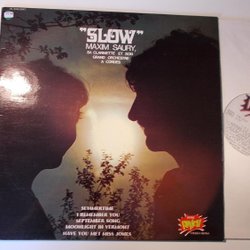 "SLOW"
MAXIM SAURY,
SA CLARINETTE ET SON
GRAND ORCHESTRE
A CORDES
SUMMERTIME
I REMEMBER YOU
SEPTEMBER SONG
MOONLIGHT IN VERMONT
HAVE YOU MET MISS JONES